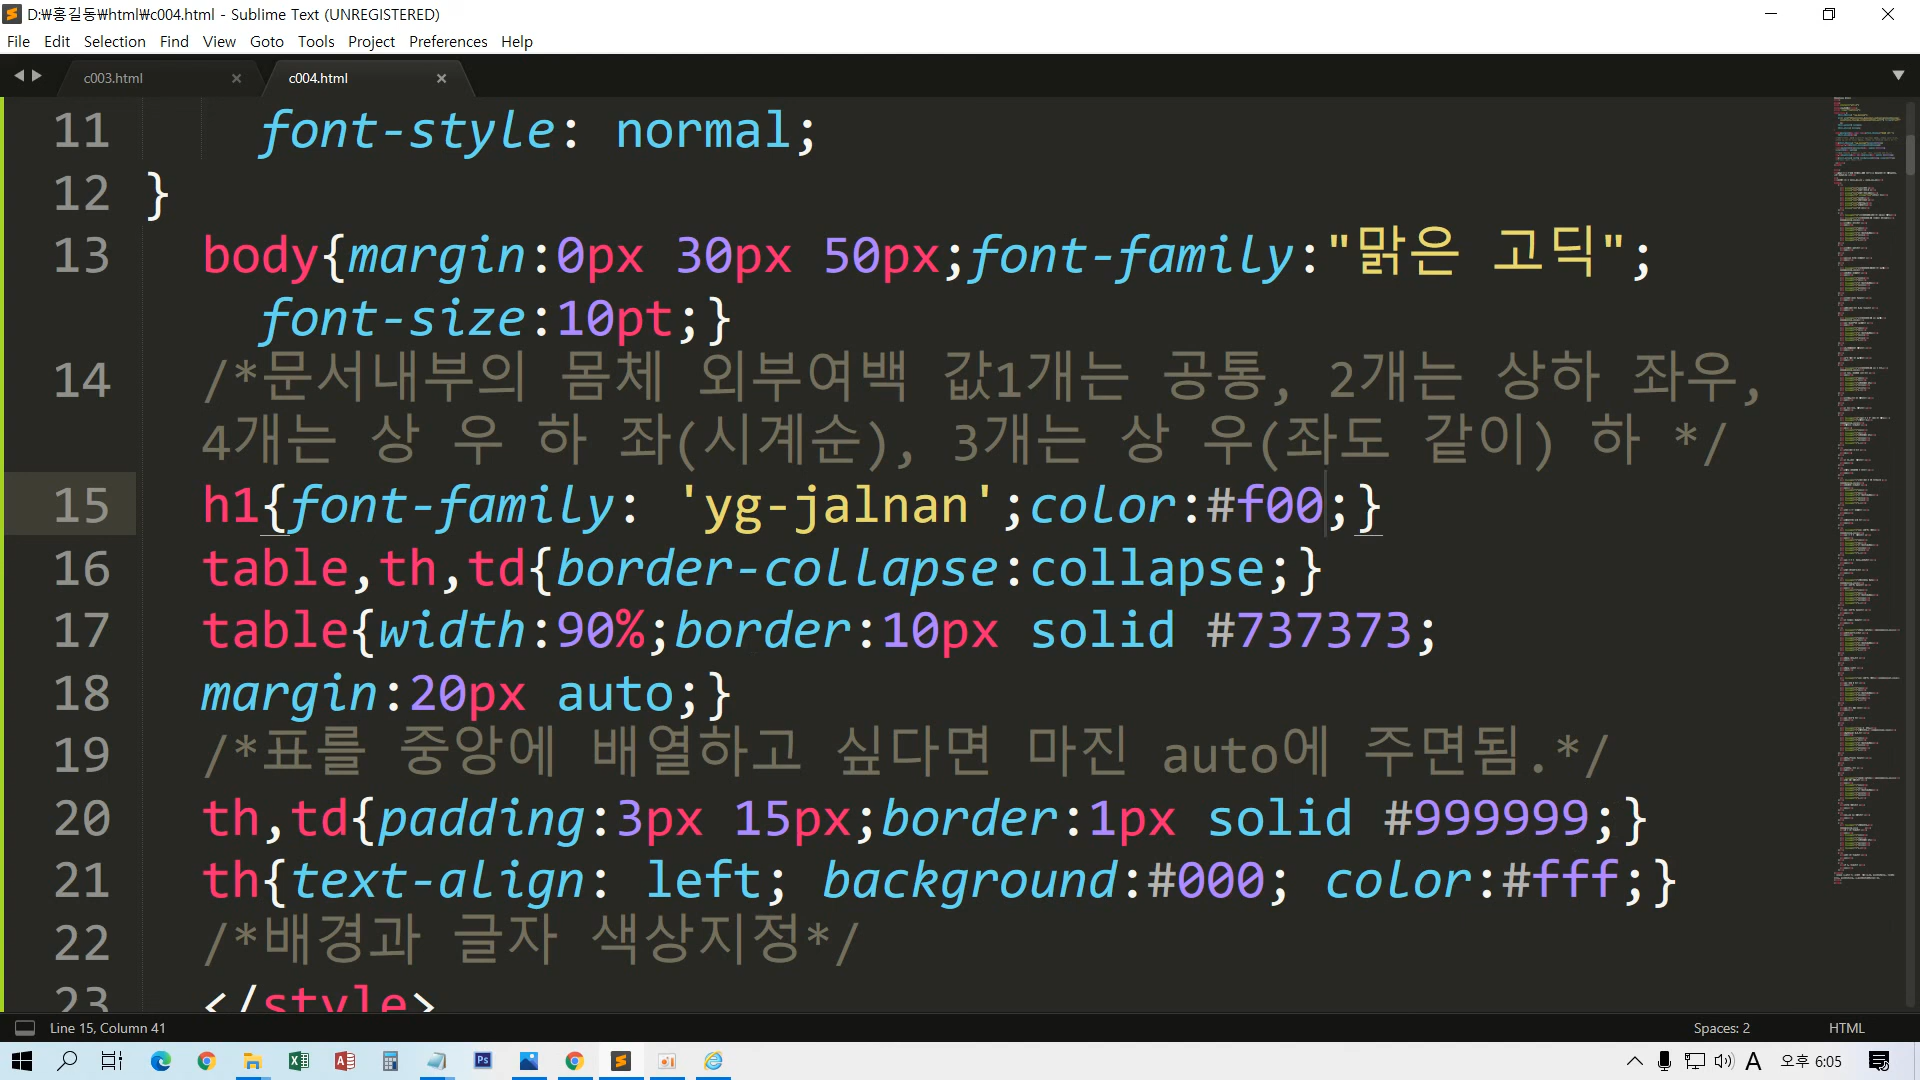 D:₩홍길동₩html₩c004.html - Sublime Text (UNREGISTERED)
File Edit Selection Find View Goto Tools Project Preferences Help
c003.html c004.html
11 font-style: normal;
12 }
13 body{margin:0px 30px 50px;font-family:"맑은 고딕";
font-size:10pt;}
14 /*문서내부의 몸체 외부여백 값1개는 공통, 2개는 상하 좌우,
4개는 상 우 하 좌(시계순), 3개는 상 우(좌도 같이) 하 */
15 h1{font-family: 'yg-jalnan';color:#f00;}
16 table,th,td{border-collapse:collapse;}
17 table{width:90%;border:10px solid #737373;
18 margin:20px auto;}
19 /*표를 중앙에 배열하고 싶다면 마진 auto에 주면됨.*/
20 th,td{padding:3px 15px;border:1px solid #999999;}
21 th{text-align: left; background:#000; color:#fff;}
22 /*배경과 글자 색상지정*/
23 </style>
Line 15, Column 41 Spaces: 2 HTML
Ps A 오후 6:05